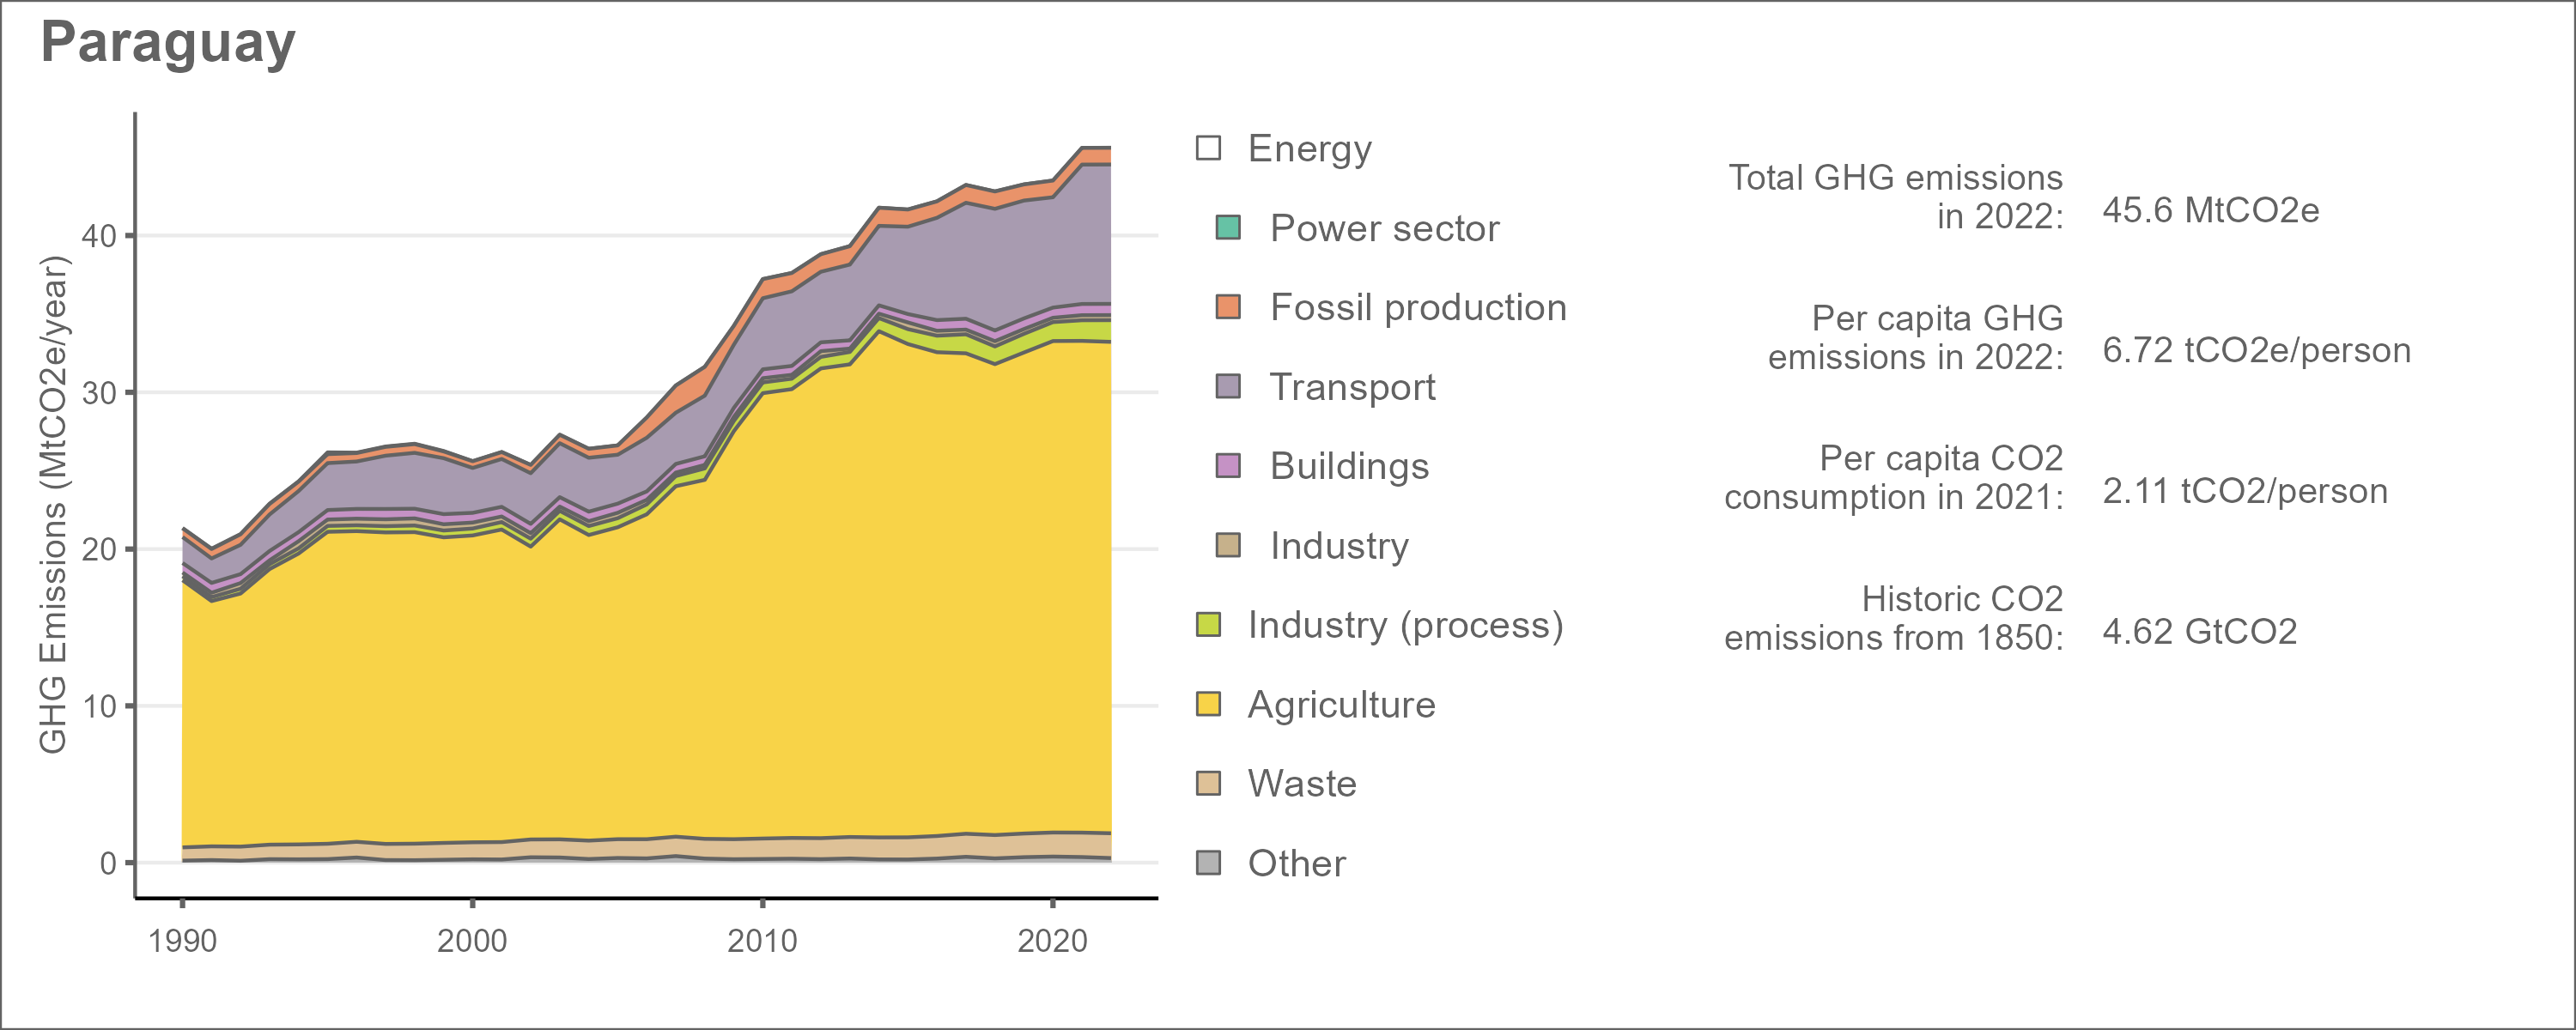 Paraguay
GHG Emissions (MtCO2e/year)
40
30
20
10
0
1990
2000
2010
2020
Energy
Power sector
Fossil production
Transport
Buildings
Industry
Industry (process)
Agriculture
Waste
Other
Total GHG emissions
in 2022:
45.6 MtCO2e
Per capita GHG
emissions in 2022:
6.72 tCO2e/person
Per capita CO2
consumption in 2021:
2.11 tCO2/person
Historic CO2
emissions from 1850:
4.62 GtCO2